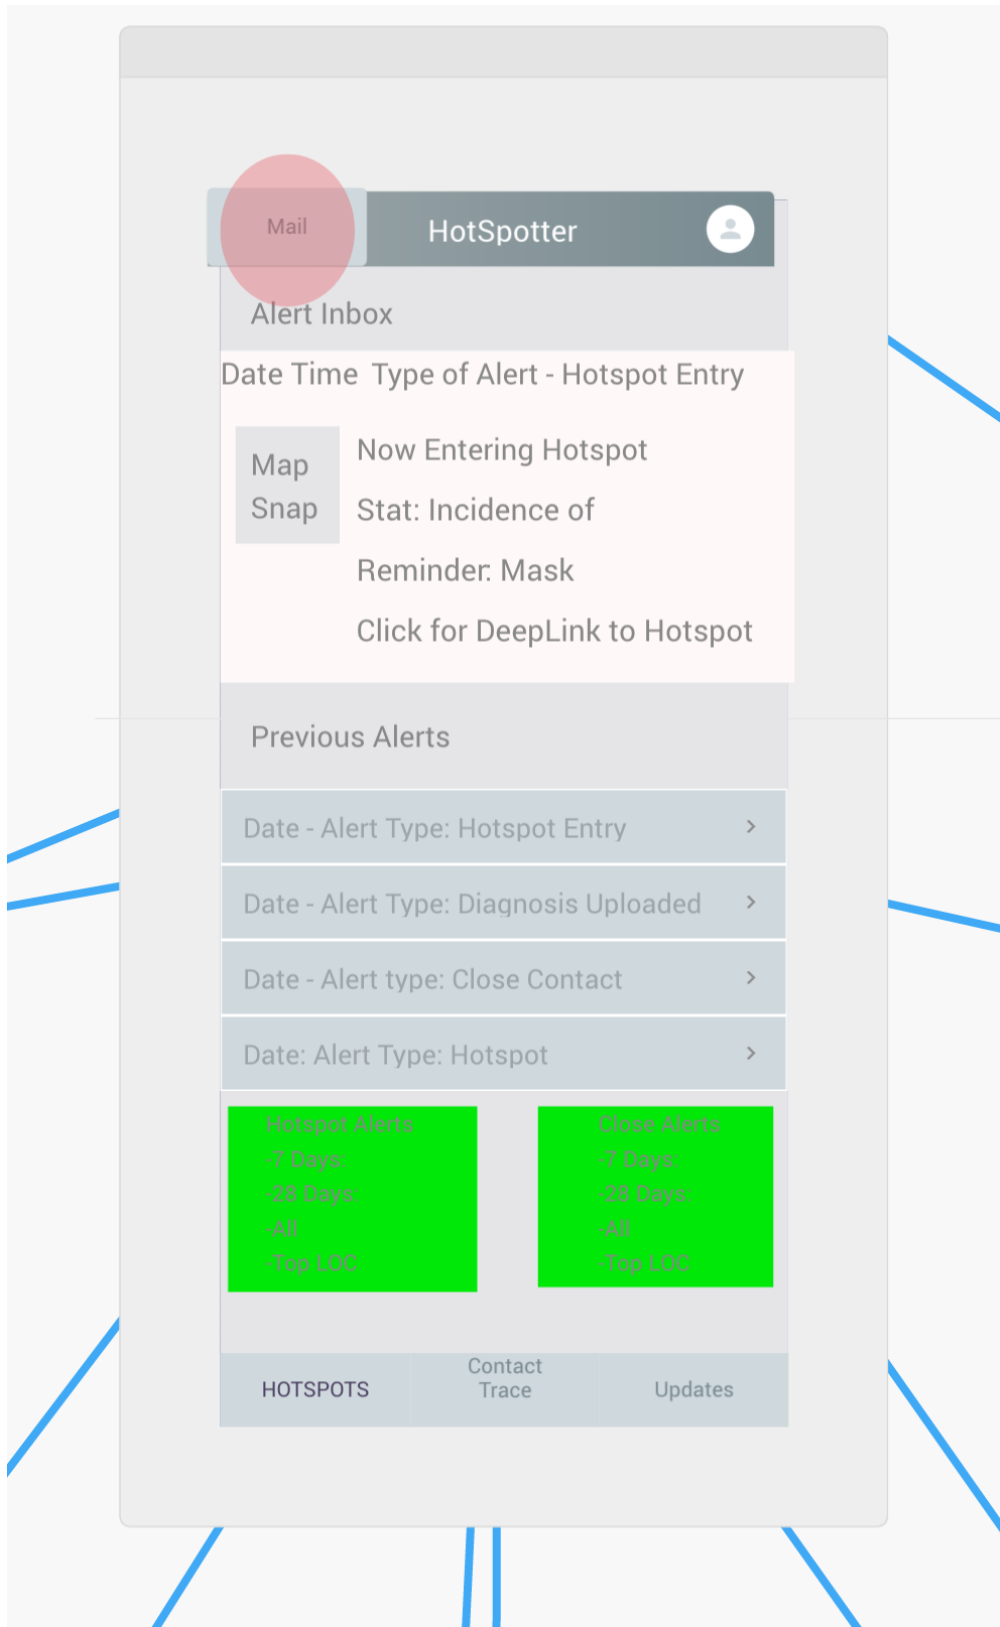 Mail
HotSpotter
Alert Inbox
Date Time Type of Alert - Hotspot Entry
Map
Snap
Now Entering Hotspot
Stat: Incidence of
Reminder: Mask
Click for DeepLink to Hotspot
Previous Alerts
Date - Alert Type: Hotspot Entry
Date - Alert Type: Diagnosis Uploaded
Date - Alert type: Close Contact
Date: Alert Type: Hotspot
Hotspot Alerts
-7 Days:
-28 Days:
-All
-Top LOC
Close Alerts
-7 Days:
-28 Days:
-All
-Top LOC
HOTSPOTS
Contact
Trace
Updates